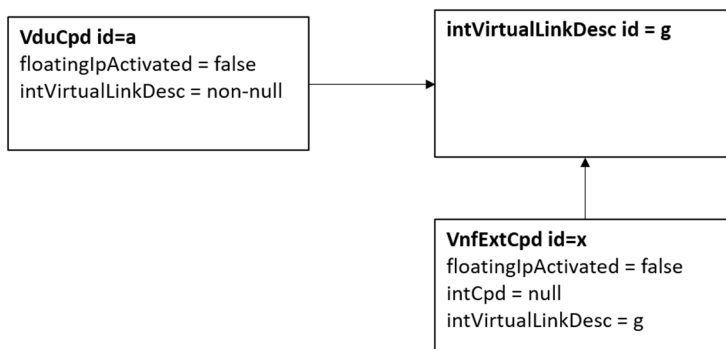 VduCpd id=a
floatingIpActivated = false
intVirtualLinkDesc = non-null
intVirtualLinkDesc id = g
VnfExtCpd id=x
floatingIpActivated = false
intCpd = null
intVirtualLinkDesc = g